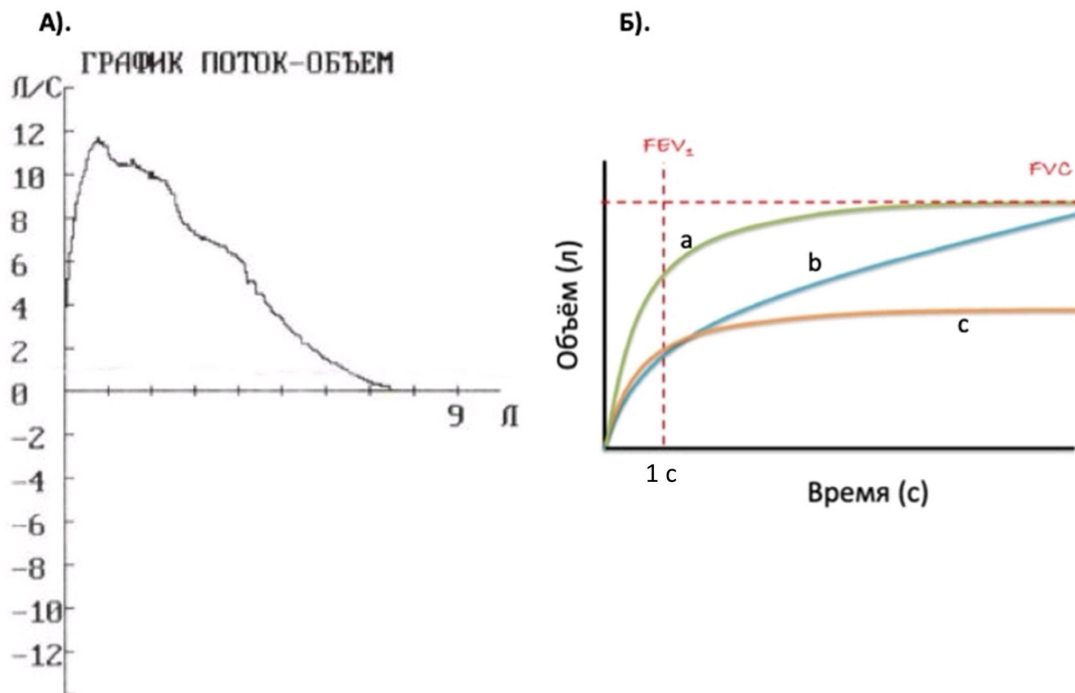 А).
ГРАФИК ПОТОК-ОБЪЕМ
Л/С
12
10
8
6
4
2
0
9 Л
-2
-4
-6
-8
-10
-12
Б).
FEV₁
FVC
a
b
c
Объём (л)
1 с
Время (с)